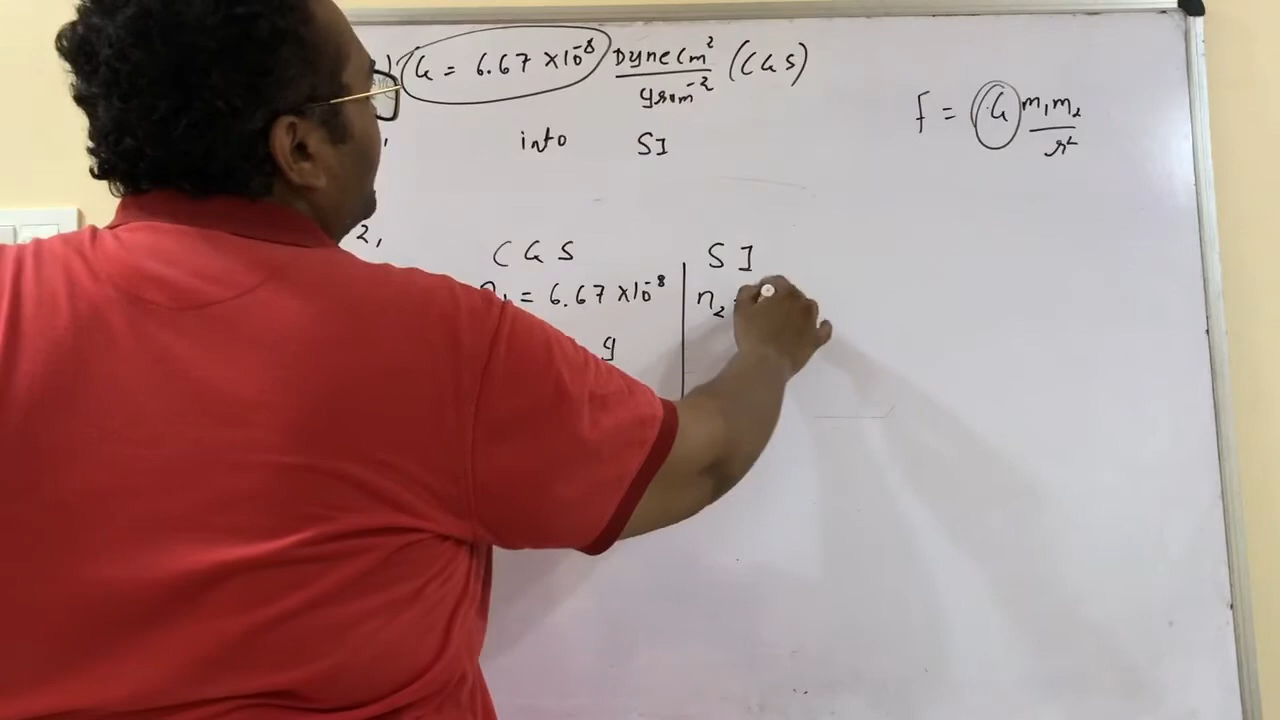 G = 6.67 × 10⁻⁸ Dyne Cm² / gram⁻² (CGS)
F = G m₁m₂ / r²
into SI
2,
CGS SI
n₁ = 6.67 × 10⁻⁸ n₂
g